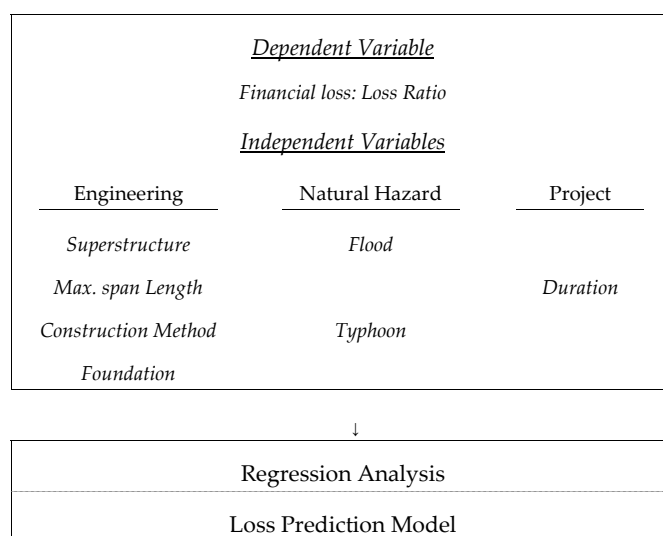 Dependent Variable
Financial loss: Loss Ratio
Independent Variables
Engineering Natural Hazard Project
Superstructure Flood
Max. span Length Duration
Construction Method Typhoon
Foundation
↓
Regression Analysis
Loss Prediction Model